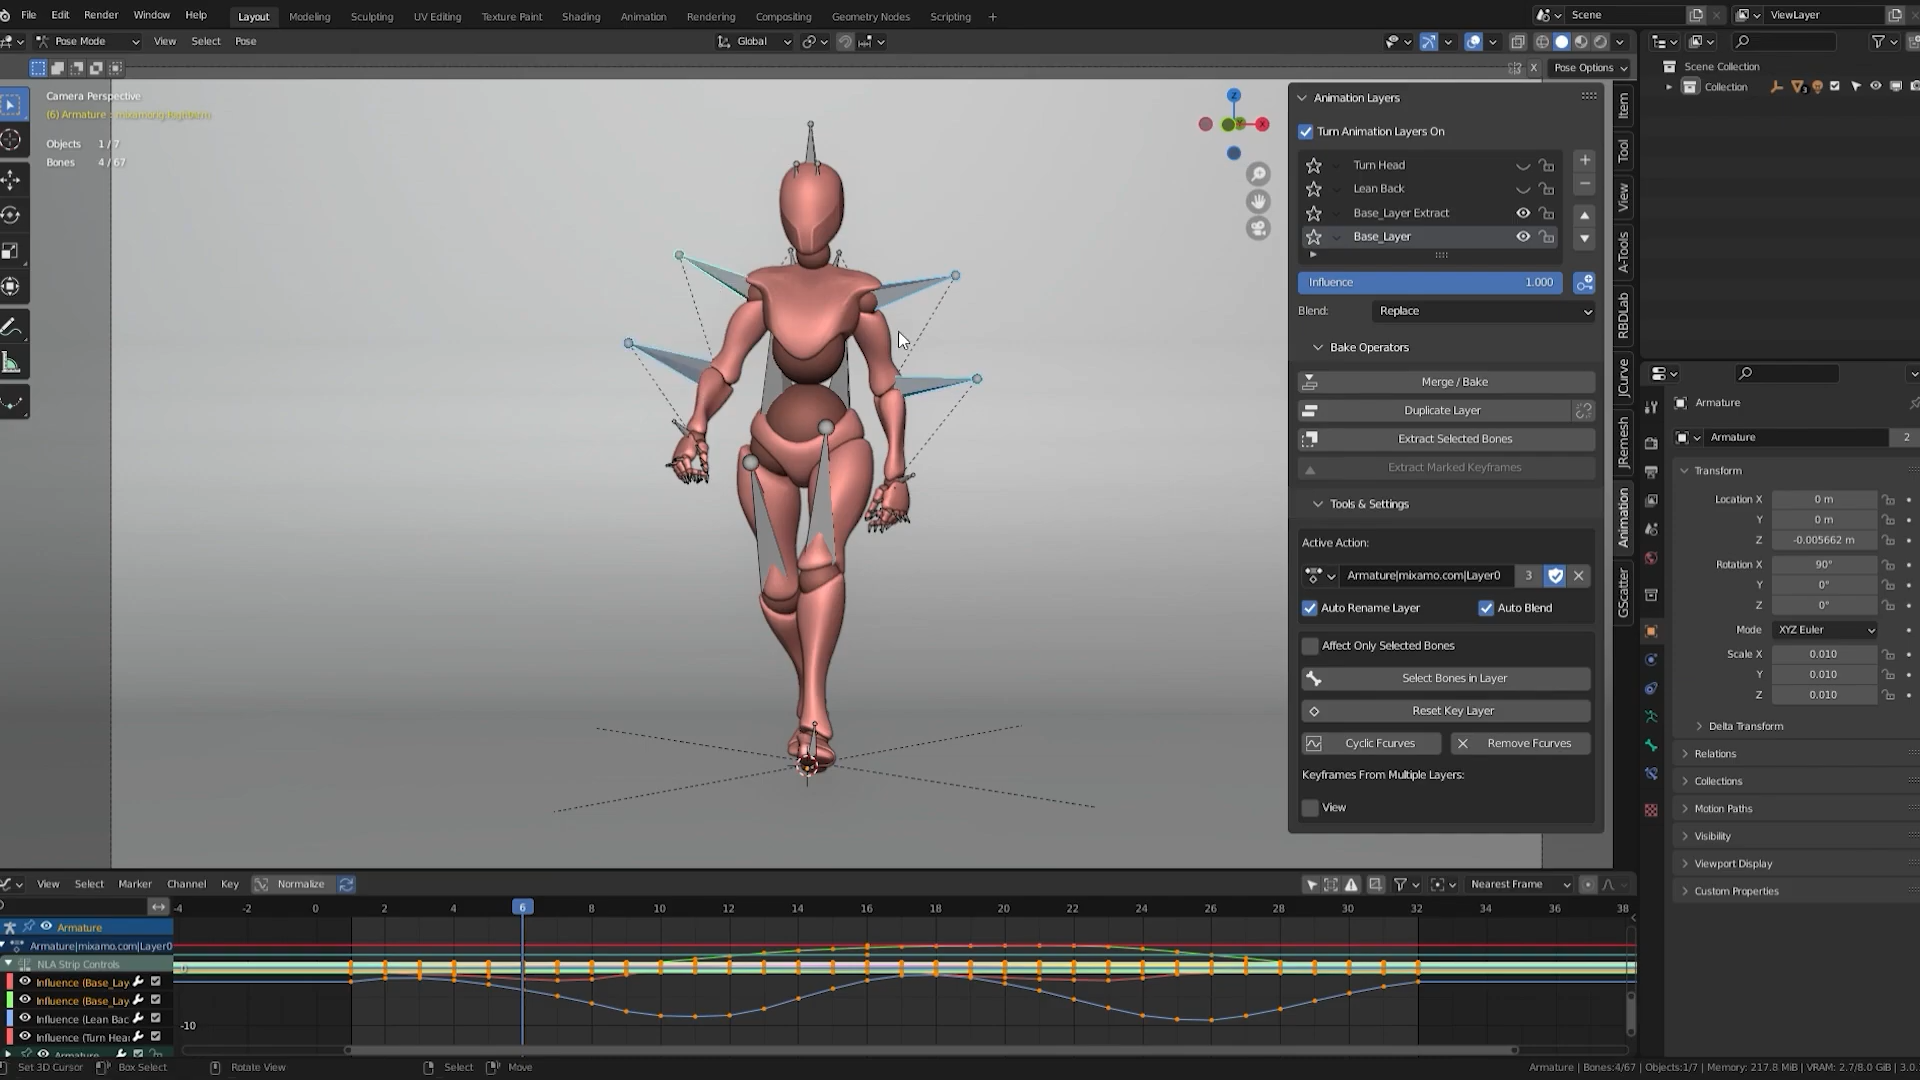 File Edit Render Window Help Layout Modeling Sculpting UV Editing Texture Paint Shading Animation Rendering Compositing Geometry Nodes Scripting + Scene ViewLayer
Pose Mode View Select Pose Global
X Pose Options
Camera Perspective
(6) Armature :
Objects 1/7
Bones 4/67
Z
X
Animation Layers
Turn Animation Layers On
Turn Head
Lean Back
Base_Layer Extract
Base_Layer
Influence 1.000
Blend: Replace
Bake Operators
Merge / Bake
Duplicate Layer
Extract Selected Bones
Extract Marked Keyframes
Tools & Settings
Active Action:
Armature|mixamo.com|Layer0 3
Auto Rename Layer Auto Blend
Affect Only Selected Bones
Select Bones in Layer
Reset Key Layer
Cyclic Fcurves Remove Fcurves
Keyframes From Multiple Layers:
View
Item
Tool
View
A-Tools
RBDLab
JCurve
JRemesh
Animation
GScatter
Scene Collection
Collection
Armature
Armature 2
Transform
Location X 0 m
Y 0 m
Z -0.005662 m
Rotation X 90°
Y 0°
Z 0°
Mode XYZ Euler
Scale X 0.010
Y 0.010
Z 0.010
Delta Transform
Relations
Collections
Motion Paths
Visibility
Viewport Display
Custom Properties
View Select Marker Channel Key Normalize Nearest Frame
-4 -2 0 2 4 6 8 10 12 14 16 18 20 22 24 26 28 30 32 34 36 38
Armature
Armature|mixamo.com|Layer0
NLA Strip Controls
Influence (Base_Lay
Influence (Base_Lay
Influence (Lean Bac
Influence (Turn Hea
Armature
0
-10
Set 3D Cursor Box Select Rotate View Select Move Armature | Bones:4/67 | Objects:1/7 | Memory: 217.8 MiB | VRAM: 2.7/8.0 GiB | 3.0.